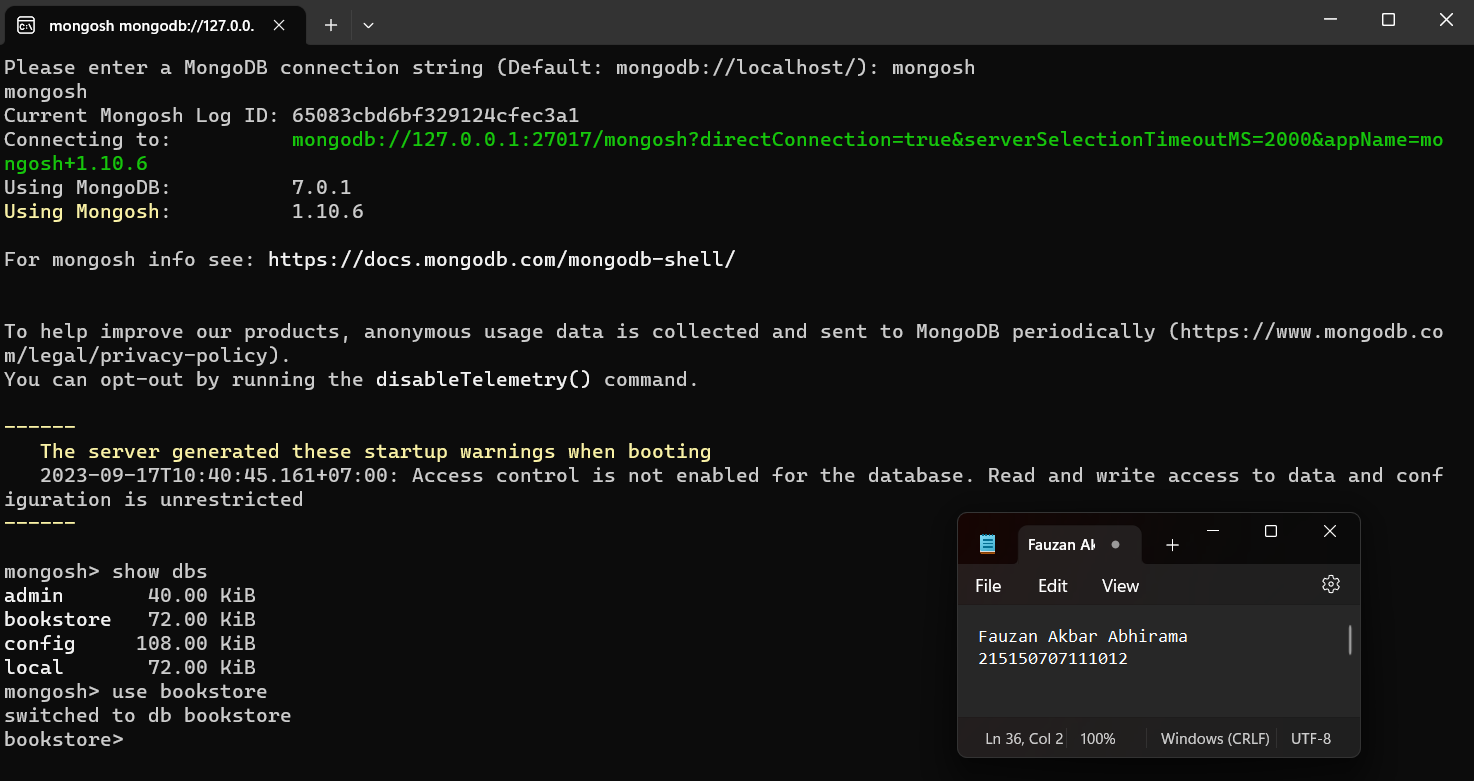 mongosh mongodb://127.0.0.
Please enter a MongoDB connection string (Default: mongodb://localhost/): mongosh
mongosh
Current Mongosh Log ID: 65083cbd6bf329124cfec3a1
Connecting to:          mongodb://127.0.0.1:27017/mongosh?directConnection=true&serverSelectionTimeoutMS=2000&appName=mo
ngosh+1.10.6
Using MongoDB:          7.0.1
Using Mongosh:          1.10.6
For mongosh info see: https://docs.mongodb.com/mongodb-shell/
To help improve our products, anonymous usage data is collected and sent to MongoDB periodically (https://www.mongodb.co
m/legal/privacy-policy).
You can opt-out by running the disableTelemetry() command.
------
The server generated these startup warnings when booting
2023-09-17T10:40:45.161+07:00: Access control is not enabled for the database. Read and write access to data and conf
iguration is unrestricted
------
mongosh> show dbs
admin       40.00 KiB
bookstore   72.00 KiB
config     108.00 KiB
local       72.00 KiB
mongosh> use bookstore
switched to db bookstore
bookstore>
Fauzan Ak
File Edit View
Fauzan Akbar Abhirama
215150707111012
Ln 36, Col 2 100% Windows (CRLF) UTF-8